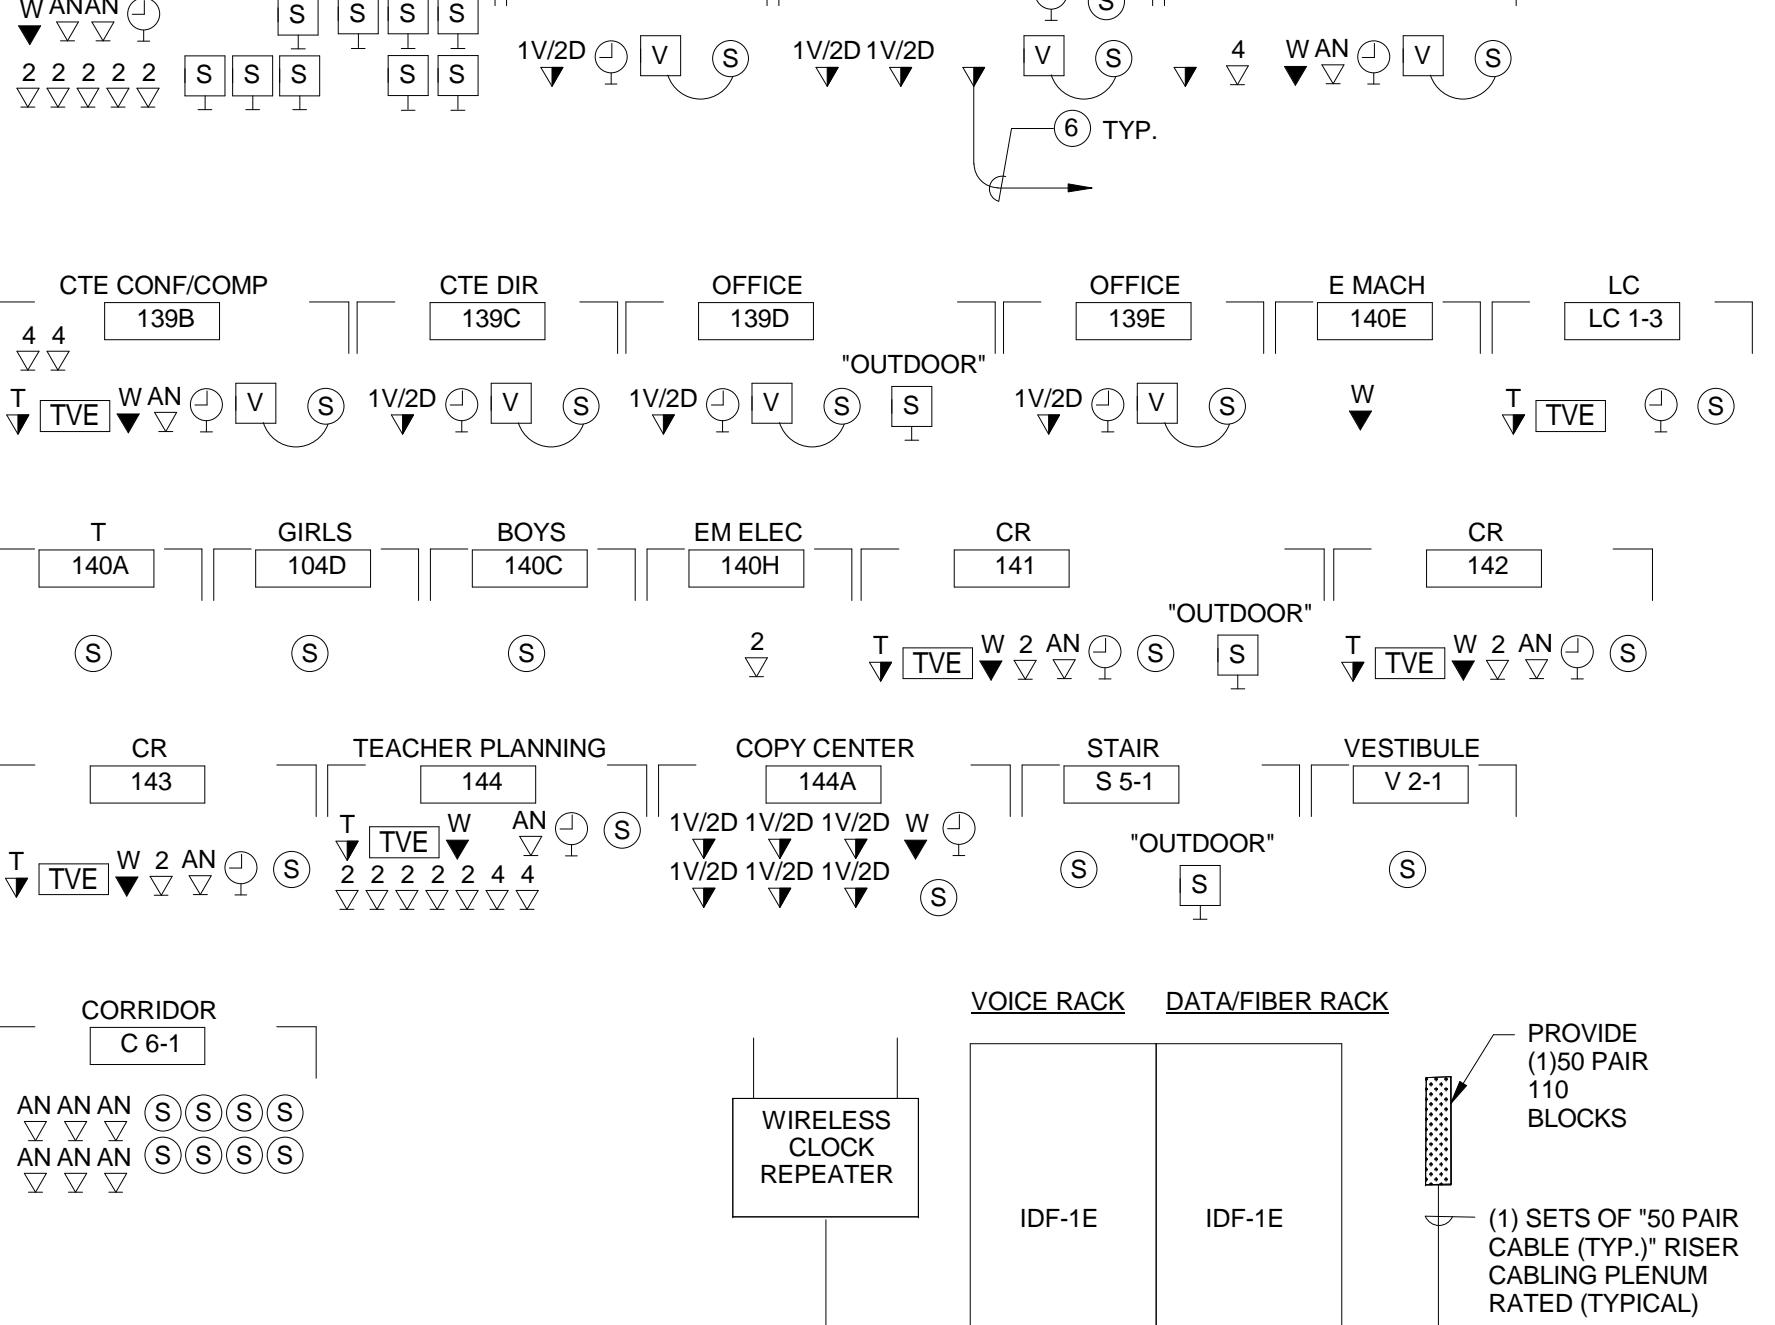 W AN AN
S S S S
S
1V/2D V S 1V/2D 1V/2D V S 4 W AN V S
2 2 2 2 2 S S S S S
6 TYP.
CTE CONF/COMP CTE DIR OFFICE OFFICE E MACH LC
139B 139C 139D 139E 140E LC 1-3
4 4
"OUTDOOR"
T TVE W AN V S 1V/2D V S 1V/2D V S S 1V/2D V S W T TVE S
T GIRLS BOYS EM ELEC CR CR
140A 104D 140C 140H 141 142
"OUTDOOR"
S S S 2 T TVE W 2 AN S S T TVE W 2 AN S
CR TEACHER PLANNING COPY CENTER STAIR VESTIBULE
143 144 144A S 5-1 V 2-1
T TVE W AN S 1V/2D 1V/2D 1V/2D W
"OUTDOOR"
T TVE W 2 AN S 2 2 2 2 2 4 4 1V/2D 1V/2D 1V/2D S S S S
CORRIDOR
C 6-1
AN AN AN S S S S
AN AN AN S S S S
VOICE RACK DATA/FIBER RACK
WIRELESS
CLOCK
REPEATER
IDF-1E IDF-1E
PROVIDE
(1)50 PAIR
110
BLOCKS
(1) SETS OF "50 PAIR
CABLE (TYP.)" RISER
CABLING PLENUM
RATED (TYPICAL)